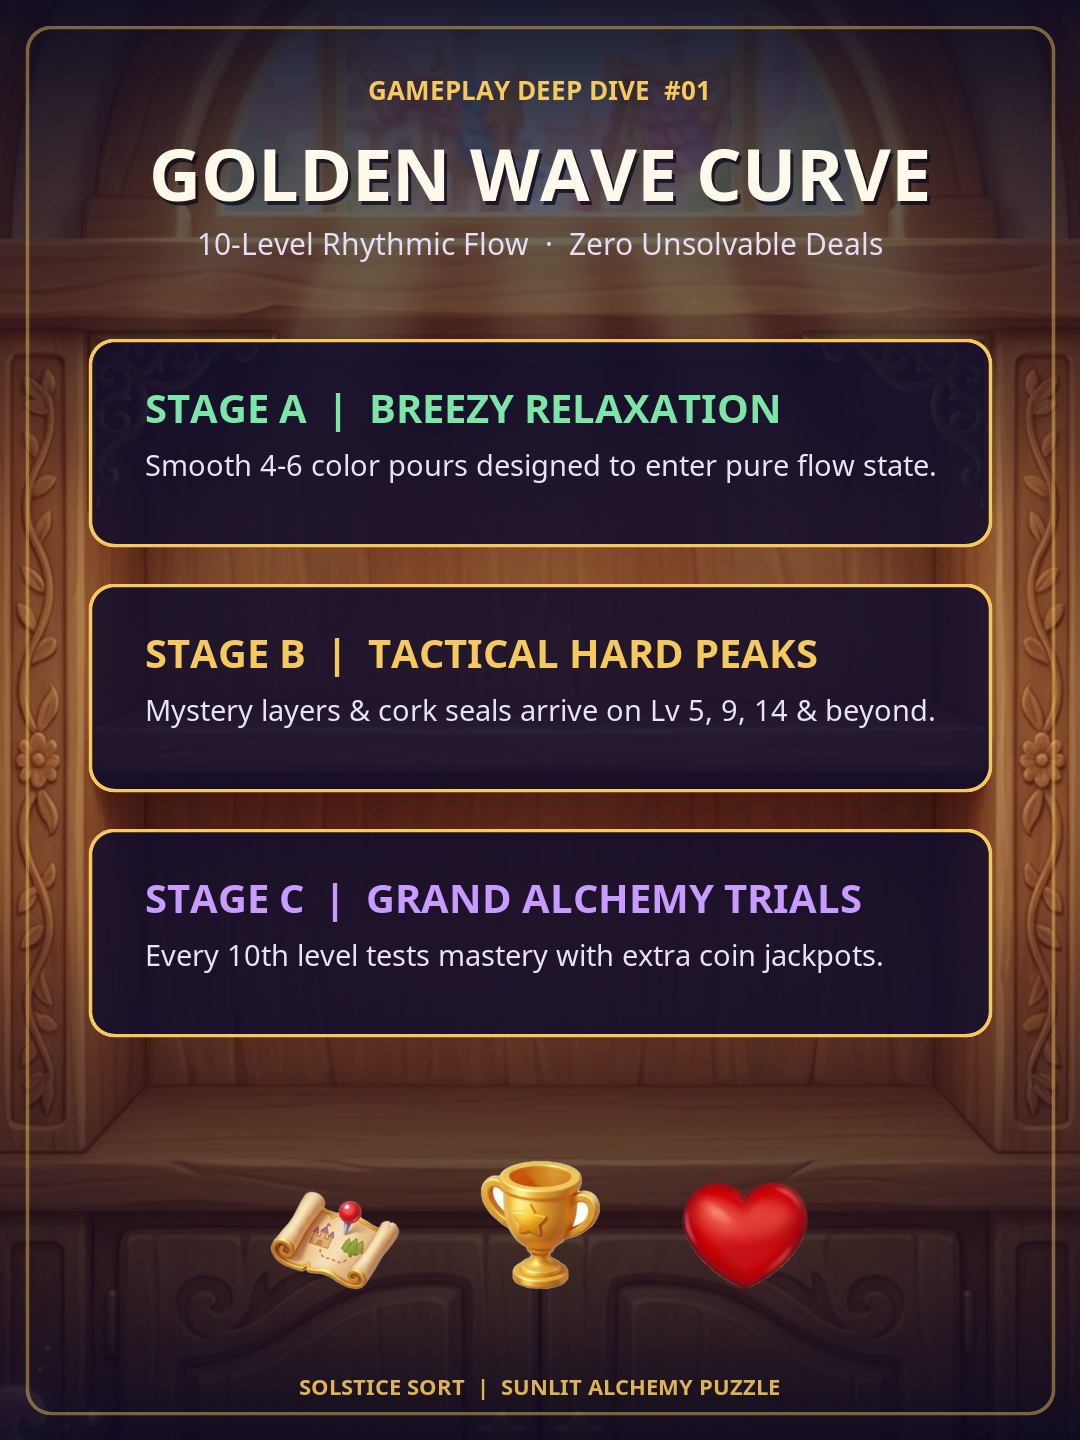 GAMEPLAY DEEP DIVE #01
GOLDEN WAVE CURVE
10-Level Rhythmic Flow · Zero Unsolvable Deals
STAGE A | BREEZY RELAXATION
Smooth 4-6 color pours designed to enter pure flow state.
STAGE B | TACTICAL HARD PEAKS
Mystery layers & cork seals arrive on Lv 5, 9, 14 & beyond.
STAGE C | GRAND ALCHEMY TRIALS
Every 10th level tests mastery with extra coin jackpots.
SOLSTICE SORT | SUNLIT ALCHEMY PUZZLE